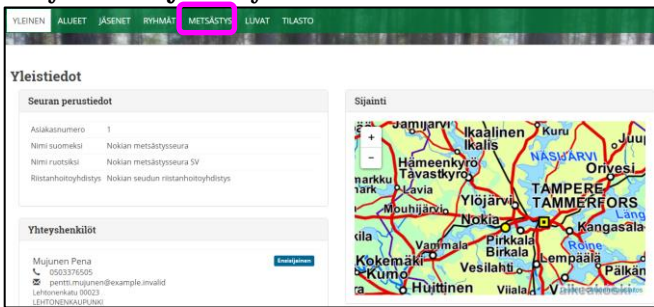 YLEINEN ALUEET JÄSENET RYHMÄT METSÄSTYS LUVAT TILASTO
Yleistiedot
Seuran perustiedot
Asiakasnumero 1
Nimi suomeksi Nokian metsästysseura
Nimi ruotsiksi Nokian metsästysseura SV
Riistanhoitoyhdistys Nokian seudun riistanhoitoyhdistys
Yhteyshenkilöt
Mujunen Pena Ensisijainen
0503376505
pentti.mujunen@example.invalid
Lehtonenkatu 00023
LEHTONENKAUPUNKI
Sijainti
+
-
Jämijärvi Ikaalinen Kuru
Ikalis
Hämeenkyrö NÄSIJÄRVI Orivesi
Tavastkyro
Lavia Ylöjärvi TAMPERE
Mouhijärvi TAMMERFORS
Nokia Kangasala
Vammala Pirkkala Roine
Birkala Lempäälä
Kokemäki Vesilahti Pälkän
Kumo
Huittinen Viiala